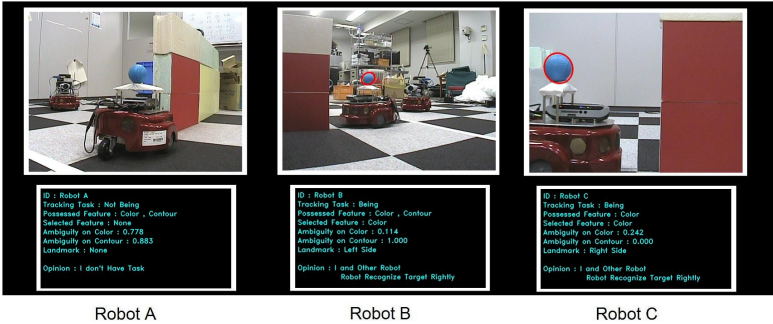 ID : Robot A
Tracking Task : Not Being
Possessed Feature : Color , Contour
Selected Feature : None
Ambiguity on Color : 0.778
Ambiguity on Contour : 0.883
Landmark : None
Opinion : I don't Have Task
ID : Robot B
Tracking Task : Being
Possessed Feature : Color , Contour
Selected Feature : Color
Ambiguity on Color : 0.114
Ambiguity on Contour : 1.000
Landmark : Left Side
Opinion : I and Other Robot
Robot Recognize Target Rightly
ID : Robot C
Tracking Task : Being
Possessed Feature : Color
Selected Feature : Color
Ambiguity on Color : 0.242
Ambiguity on Contour : 0.000
Landmark : Right Side
Opinion : I and Other Robot
Robot Recognize Target Rightly
Robot A
Robot B
Robot C